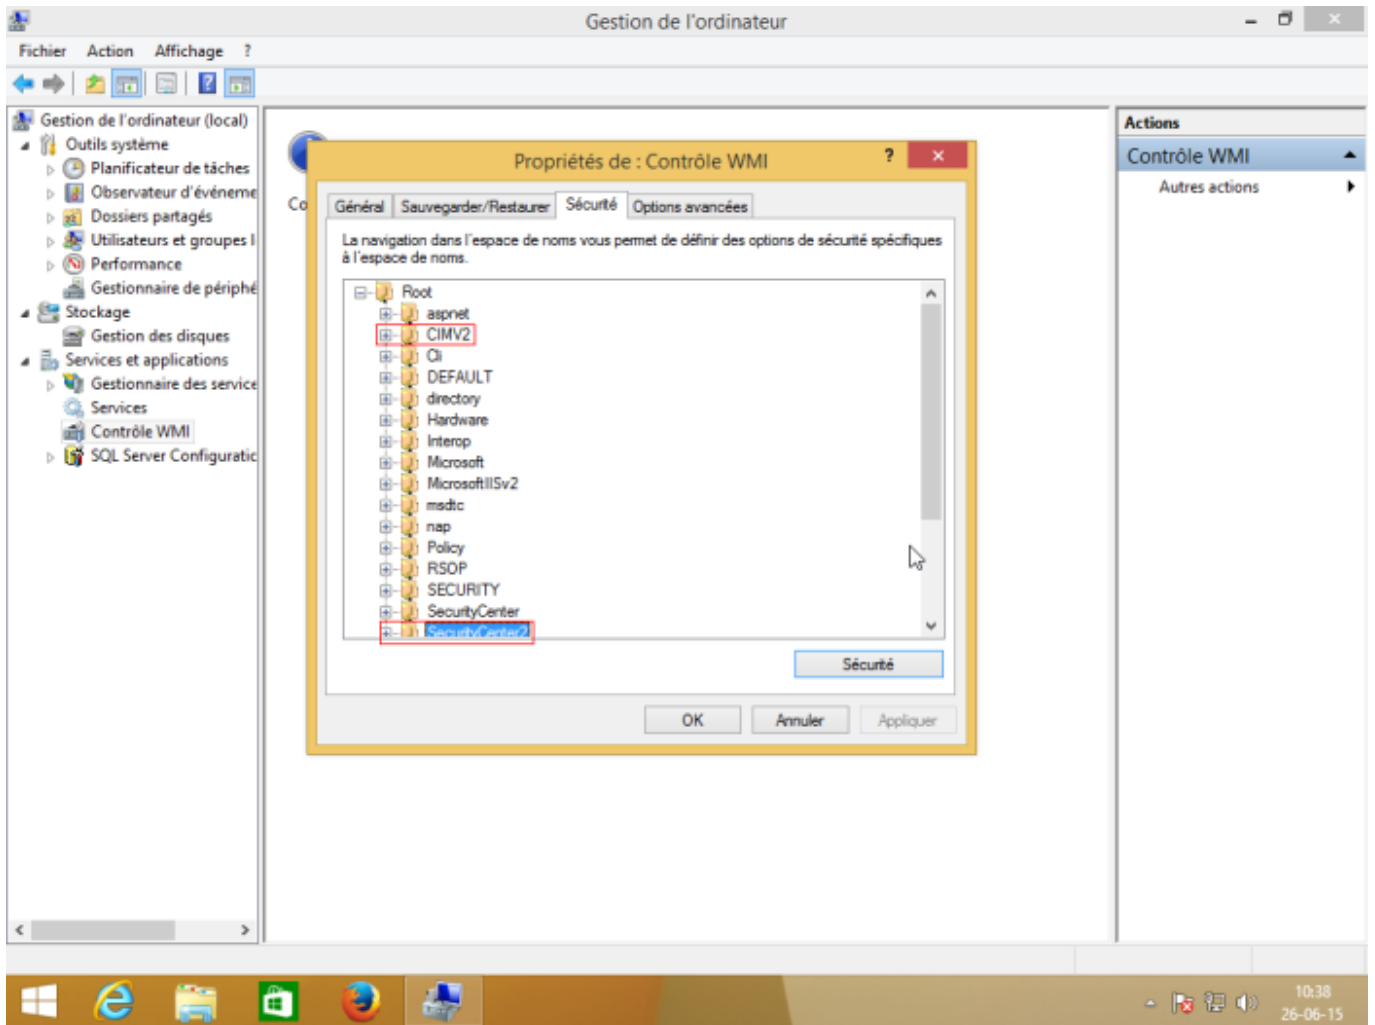 Gestion de l'ordinateur
Fichier Action Affichage ?
Gestion de l'ordinateur (local)
Outils système
Planificateur de tâches
Observateur d'événeme
Dossiers partagés
Utilisateurs et groupes l
Performance
Gestionnaire de périphé
Stockage
Gestion des disques
Services et applications
Gestionnaire des service
Services
Contrôle WMI
SQL Server Configuratic
Co
Propriétés de : Contrôle WMI
?
Général Sauvegarder/Restaurer Sécurité Options avancées
La navigation dans l'espace de noms vous permet de définir des options de sécurité spécifiques
à l'espace de noms.
Root
aspnet
CIMV2
Cli
DEFAULT
directory
Hardware
Interop
Microsoft
MicrosoftIISv2
msdtc
nap
Policy
RSOP
SECURITY
SecurityCenter
SecurityCenter2
Sécurité
OK Annuler Appliquer
Actions
Contrôle WMI
Autres actions
10:38
26-06-15